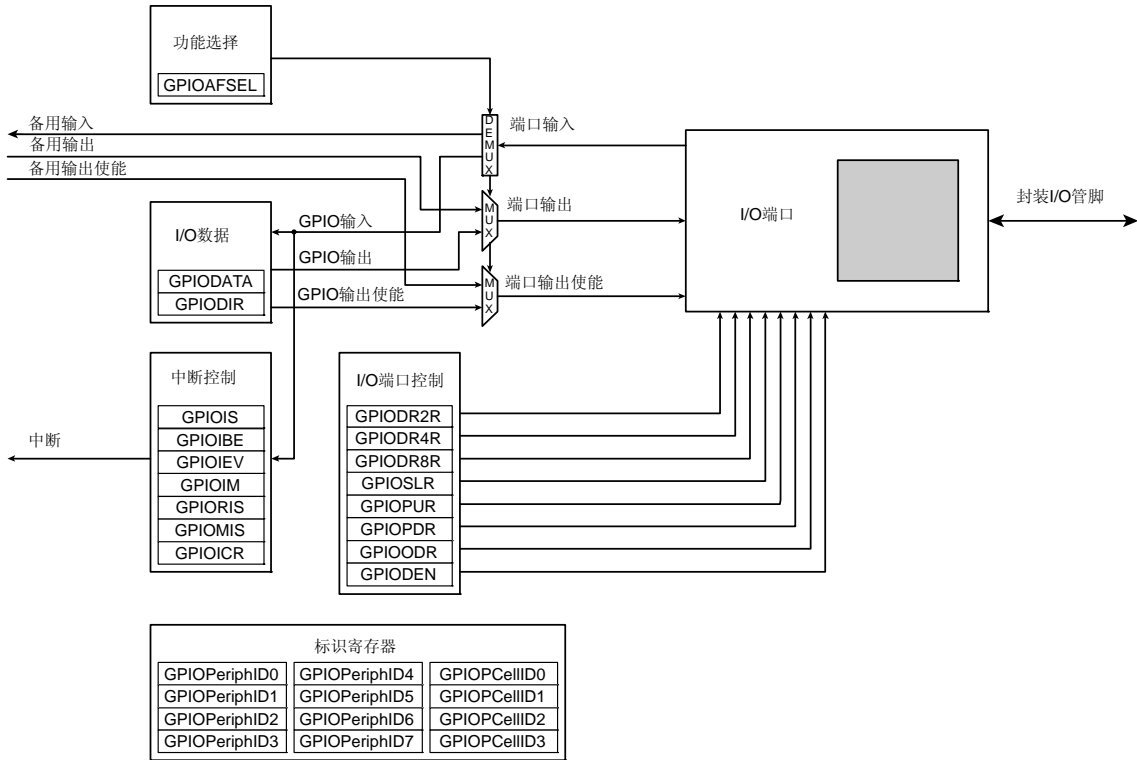 功能选择
GPIOAFSEL
备用输入
备用输出
备用输出使能
DEMUX
端口输入
MUX
端口输出
MUX
端口输出使能
I/O端口
封装I/O管脚
I/O数据
GPIODATA
GPIODIR
GPIO输入
GPIO输出
GPIO输出使能
中断控制
GPIOIS
GPIOIBE
GPIOIEV
GPIOIM
GPIORIS
GPIOMIS
GPIOICR
中断
I/O端口控制
GPIODR2R
GPIODR4R
GPIODR8R
GPIOSLR
GPIOPUR
GPIOPDR
GPIOODR
GPIODEN
标识寄存器
GPIOPeriphID0 GPIOPeriphID4 GPIOPCellID0
GPIOPeriphID1 GPIOPeriphID5 GPIOPCellID1
GPIOPeriphID2 GPIOPeriphID6 GPIOPCellID2
GPIOPeriphID3 GPIOPeriphID7 GPIOPCellID3